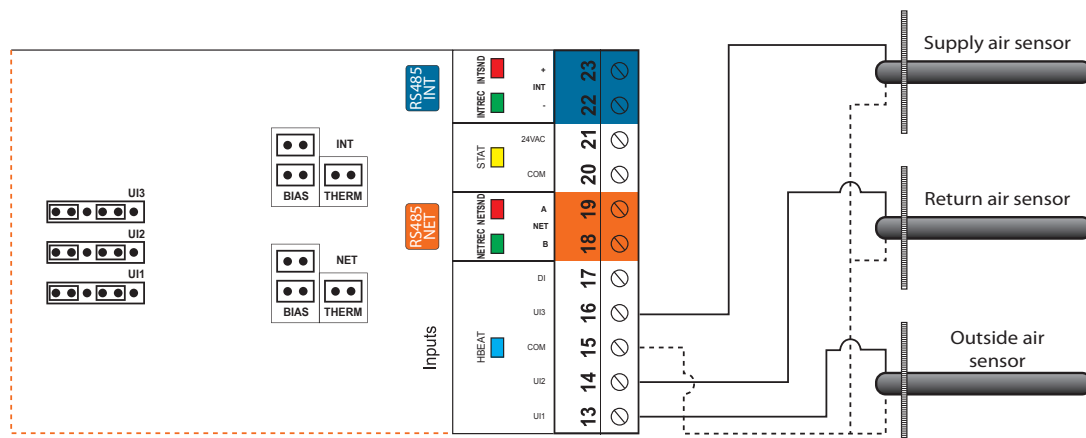 UI3
UI2
UI1
INT
BIAS
THERM
NET
BIAS
THERM
RS485
INT
RS485
NET
Inputs
INTREC INTSND
STAT
NETREC NETSND
HBEAT
+
INT
-
24VAC
COM
A
NET
B
DI
UI3
COM
UI2
UI1
23
22
21
20
19
18
17
16
15
14
13
Supply air sensor
Return air sensor
Outside air
sensor